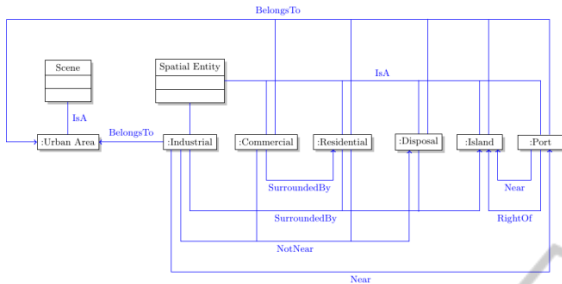 BelongsTo
Scene
Spatial Entity
IsA
IsA
BelongsTo
:Urban Area
:Industrial
:Commercial
:Residential
:Disposal
:Island
:Port
SurroundedBy
Near
SurroundedBy
RightOf
NotNear
Near